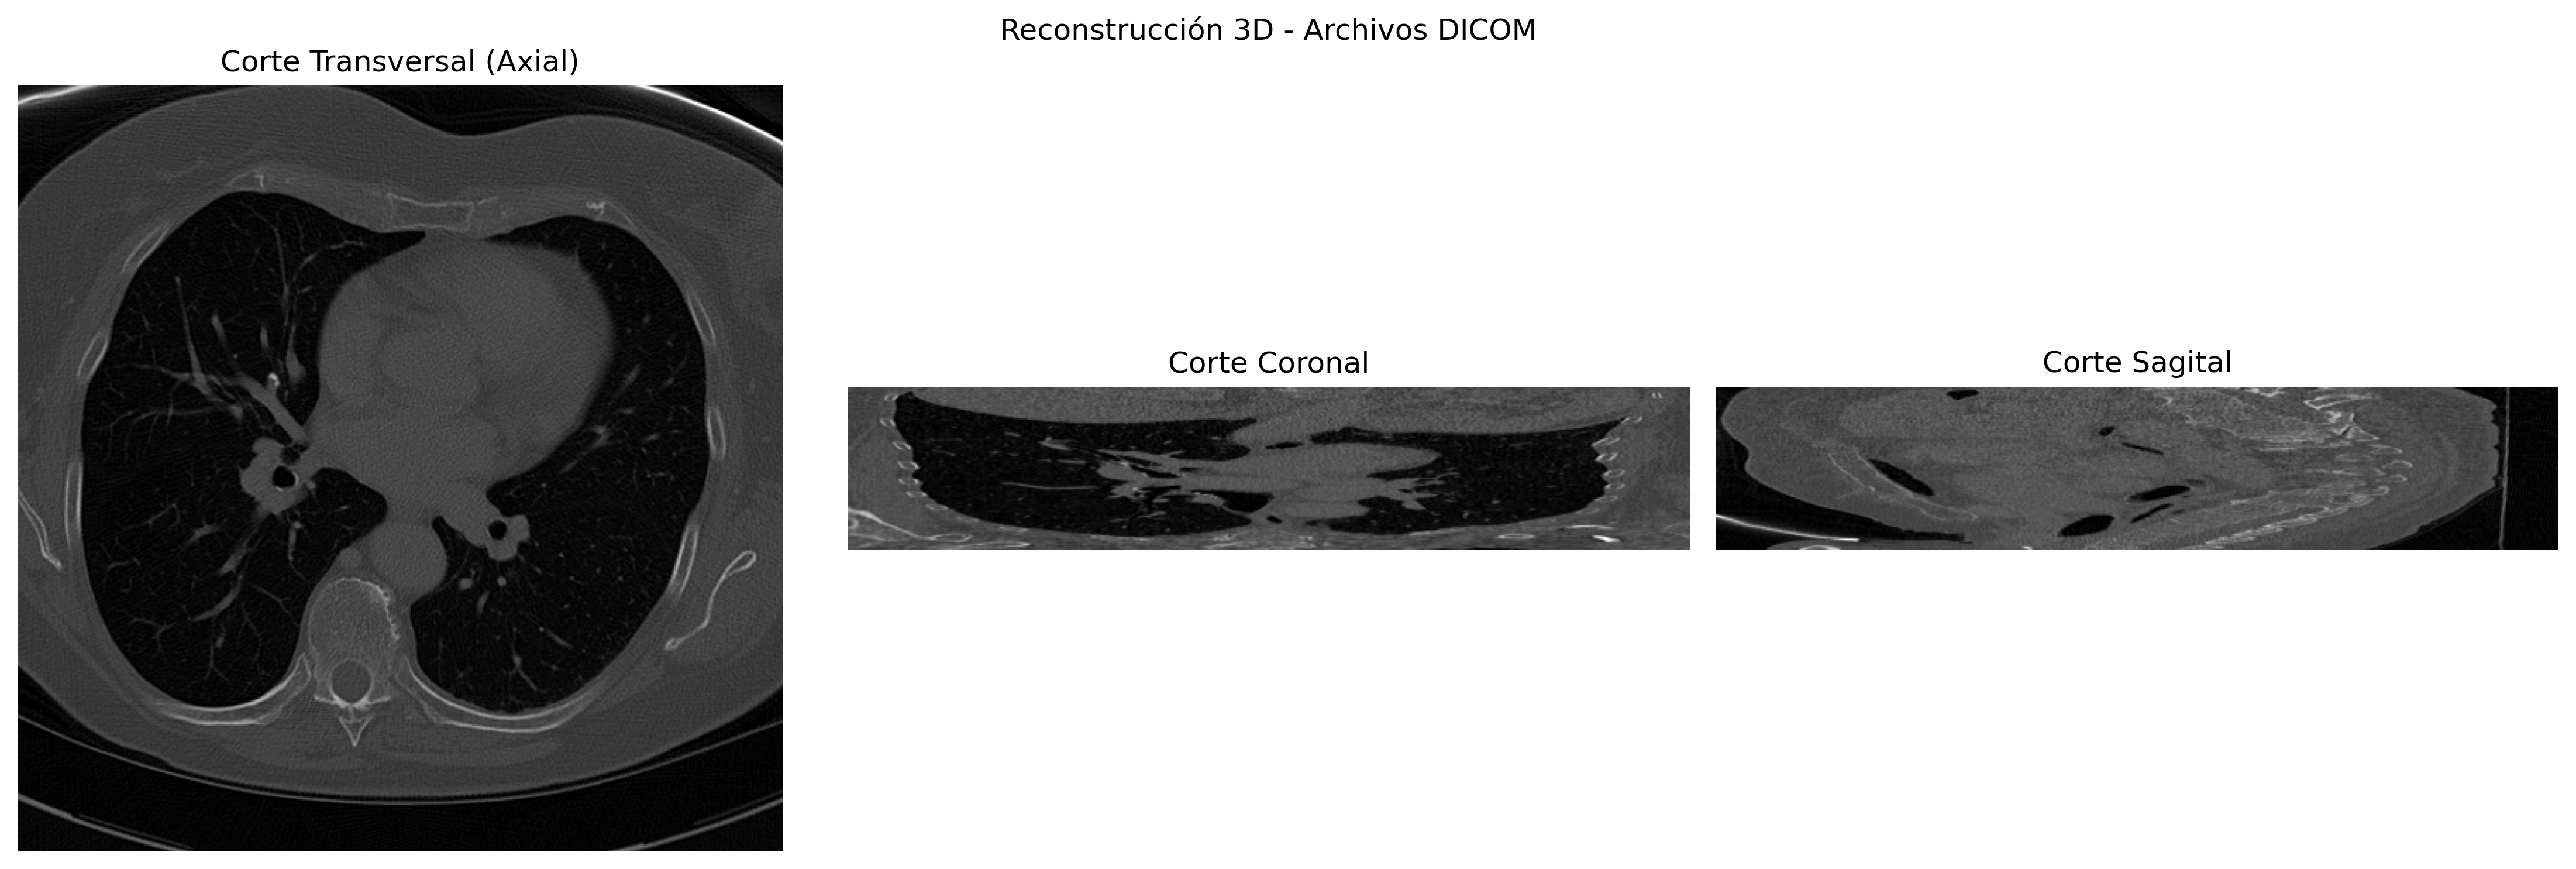 Reconstrucción 3D - Archivos DICOM
Corte Transversal (Axial)
Corte Coronal
Corte Sagital